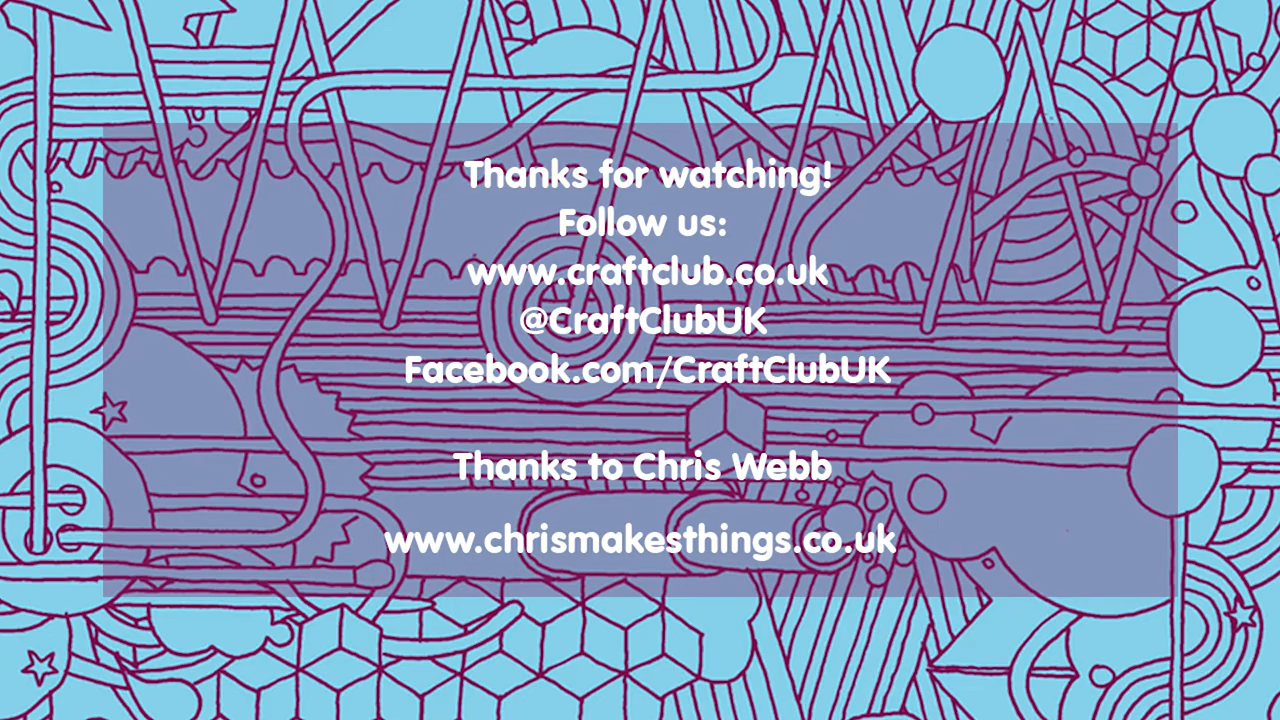 Thanks for watching!
Follow us:
www.craftclub.co.uk
@CraftClubUK
Facebook.com/CraftClubUK
Thanks to Chris Webb
www.chrismakesthings.co.uk